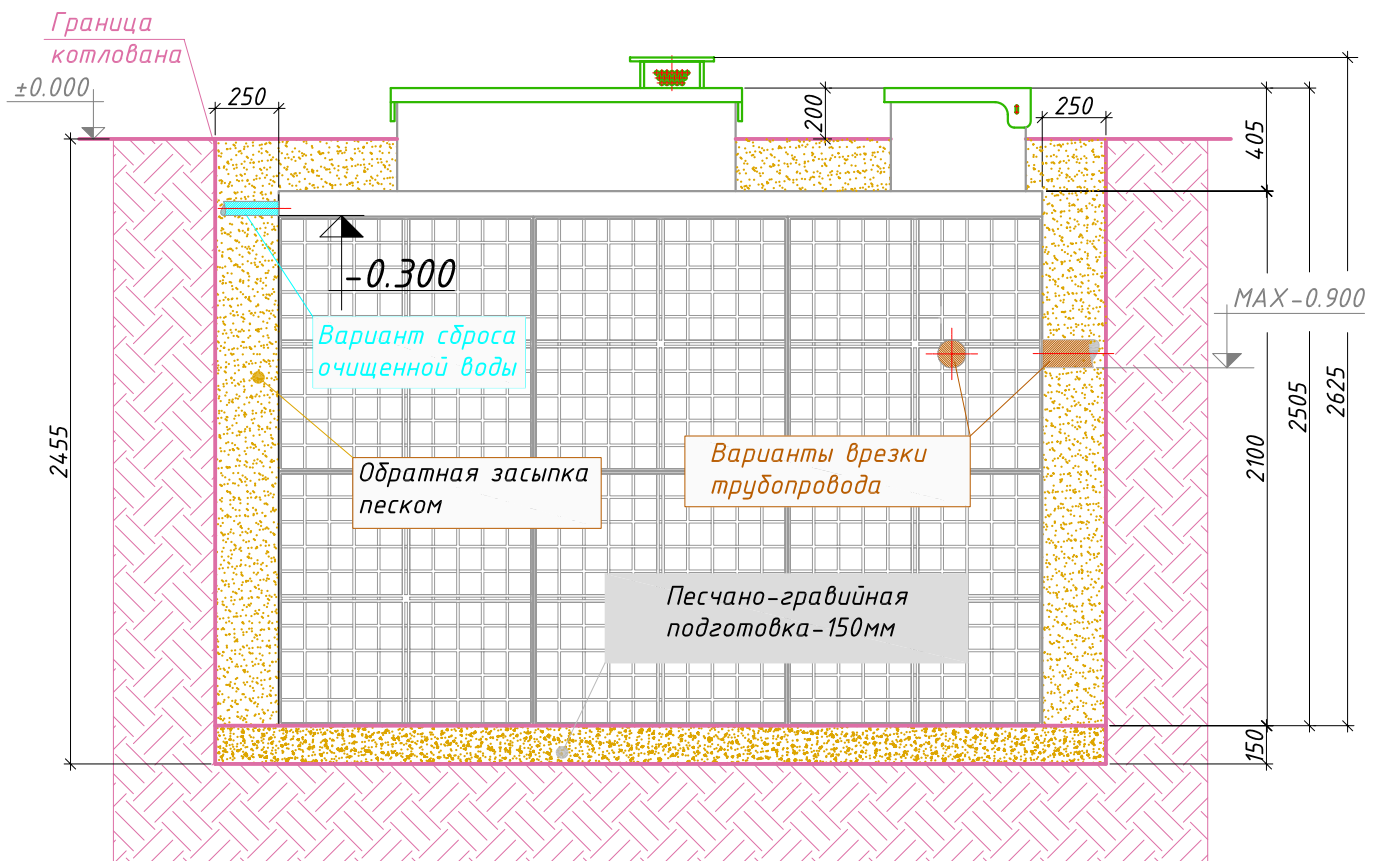 Граница
котлована
±0.000
250
200
250
405
-0.300
MAX-0.900
Вариант сброса
очищенной воды
2625
2505
2455
2100
Варианты врезки
трубопровода
Обратная засыпка
песком
Песчано-гравийная
подготовка-150мм
150